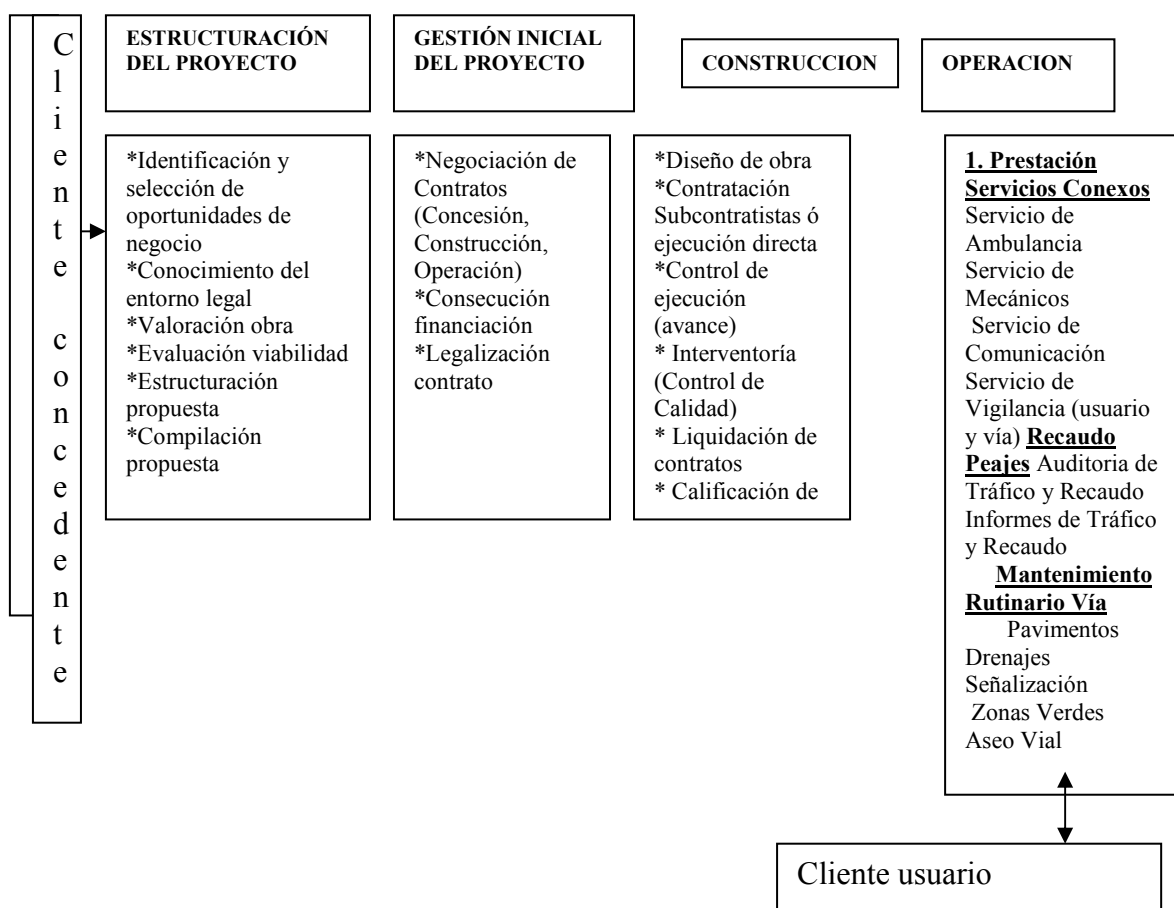 Cliente concedente
ESTRUCTURACIÓN
DEL PROYECTO
GESTIÓN INICIAL
DEL PROYECTO
CONSTRUCCION
OPERACION
*Identificación y
selección de
oportunidades de
negocio
*Conocimiento del
entorno legal
*Valoración obra
*Evaluación viabilidad
*Estructuración
propuesta
*Compilación
propuesta
*Negociación de
Contratos
(Concesión,
Construcción,
Operación)
*Consecución
financiación
*Legalización
contrato
*Diseño de obra
*Contratación
Subcontratistas ó
ejecución directa
*Control de
ejecución
(avance)
* Interventoría
(Control de
Calidad)
* Liquidación de
contratos
* Calificación de
1. Prestación
Servicios Conexos
Servicio de
Ambulancia
Servicio de
Mecánicos
Servicio de
Comunicación
Servicio de
Vigilancia (usuario
y vía) Recaudo
Peajes Auditoria de
Tráfico y Recaudo
Informes de Tráfico
y Recaudo
Mantenimiento
Rutinario Vía
Pavimentos
Drenajes
Señalización
Zonas Verdes
Aseo Vial
Cliente usuario